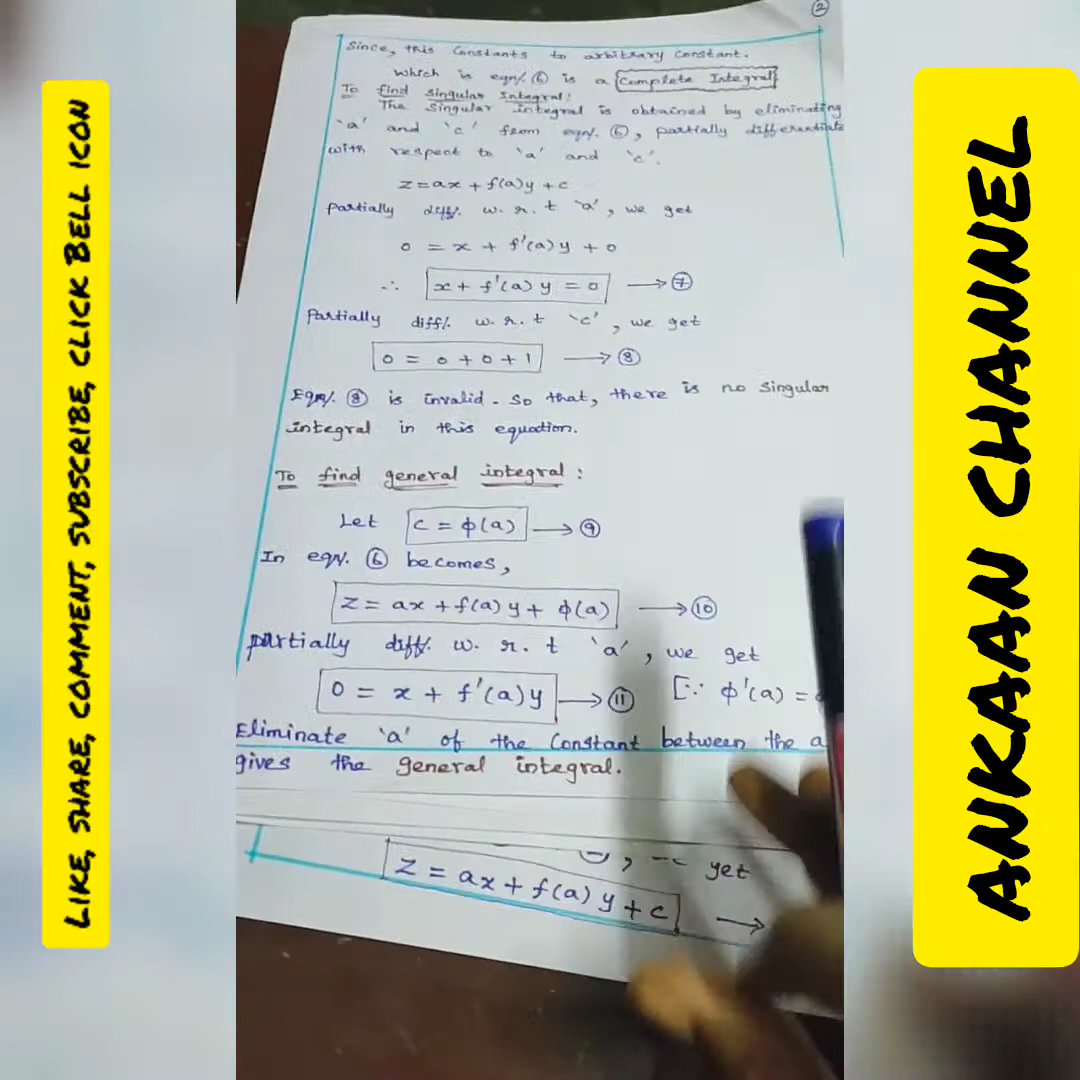 LIKE, SHARE, COMMENT, SUBSCRIBE, CLICK BELL ICON
②
Since, this Constants to arbitrary constant.
Which is eqn/. ⑥ is a Complete Integral
To find singular Integral:
The Singular integral is obtained by eliminating
'a' and 'c' from eqn/. ⑥, partially differentiate
with respect to 'a' and 'c'.
z = ax + f(a)y + c
Partially diff/. w. r. t 'a', we get
0 = x + f'(a) y + 0
∴ x + f'(a) y = 0 → ⑦
Partially diff/. w. r. t 'c', we get
0 = 0 + 0 + 1 → ⑧
Eqn/. ⑧ is invalid. So that, there is no Singular
integral in this equation.
To find general integral :
Let c = ϕ(a) → ⑨
In eqn/. ⑥ becomes,
z = ax + f(a) y + ϕ(a) → ⑩
partially diff/. w. r. t 'a', we get
0 = x + f'(a) y → ⑪ [∵ ϕ'(a) =
Eliminate 'a' of the Constant between the a
gives the general integral.
yet
z = ax + f(a) y + c →
ANKAAN CHANNEL